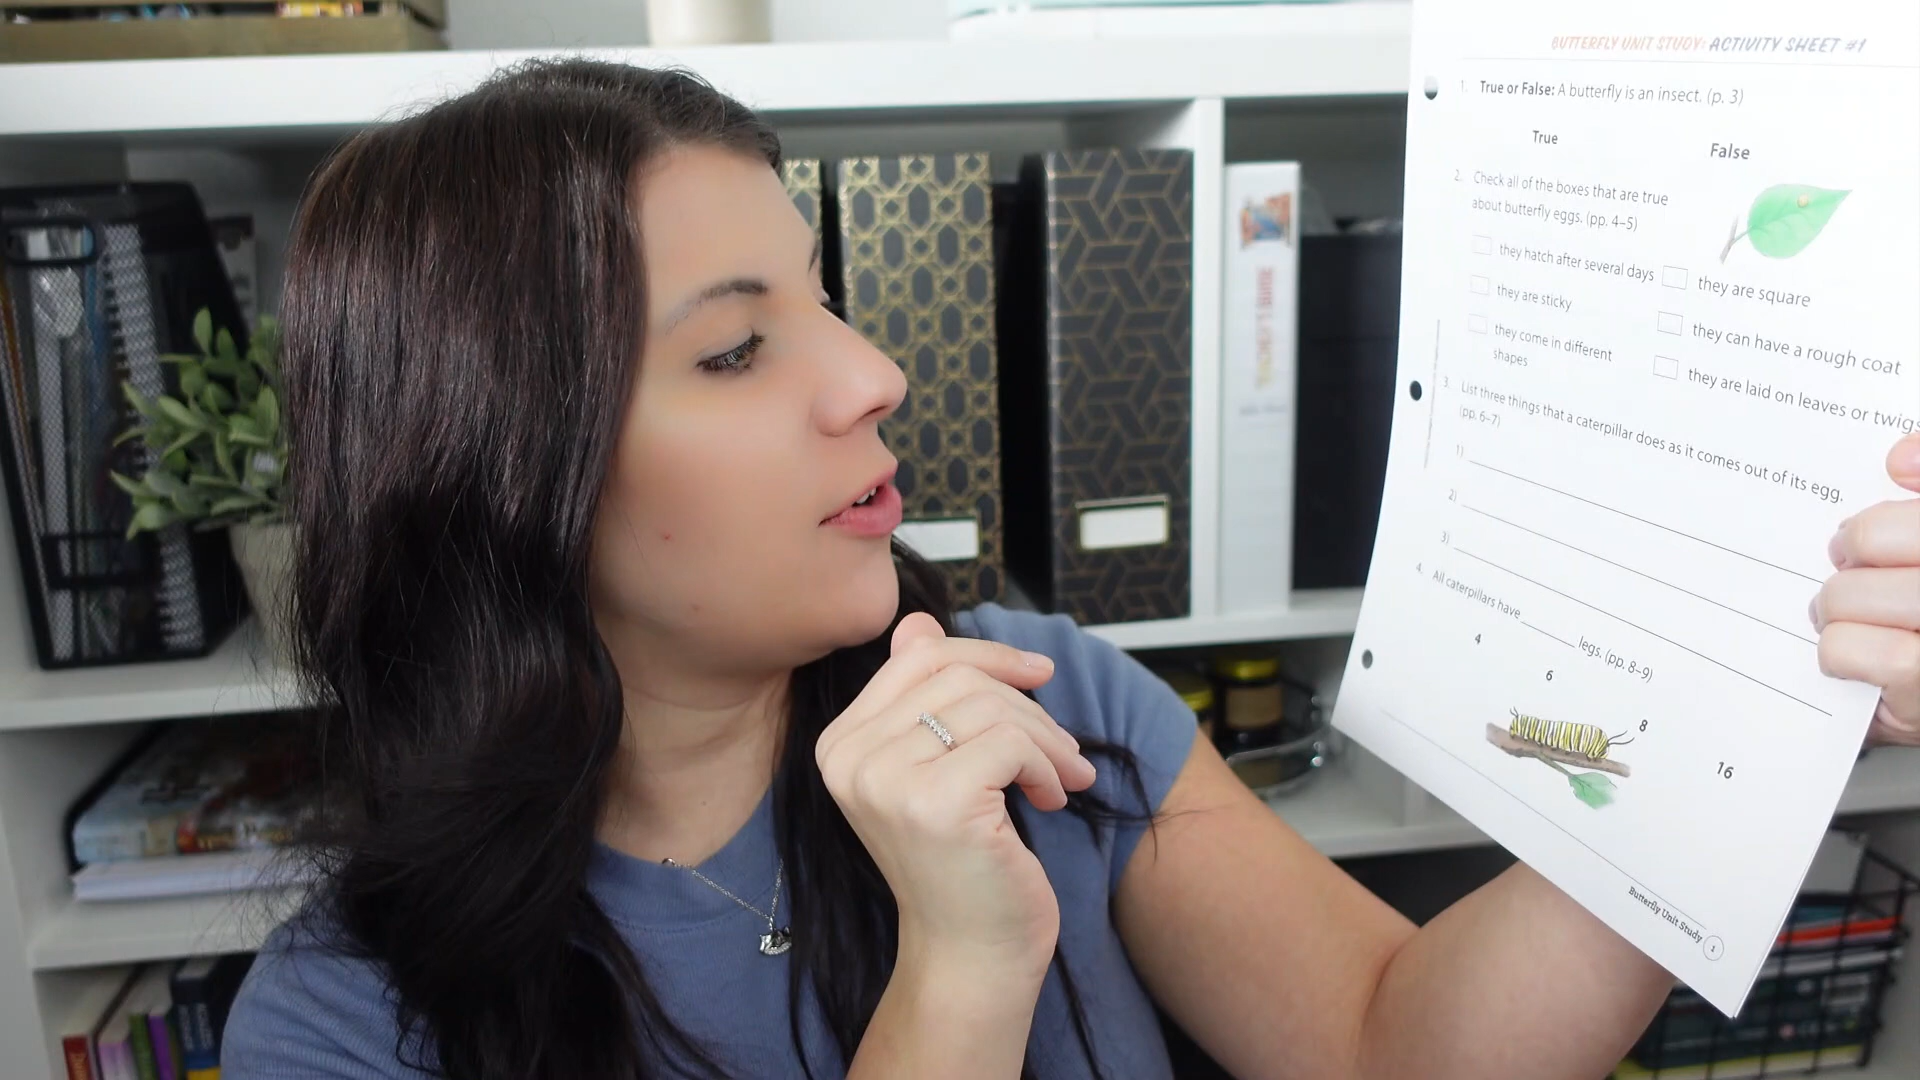 BUTTERFLY UNIT STUDY: ACTIVITY SHEET #1
1. True or False: A butterfly is an insect. (p. 3)
True False
2. Check all of the boxes that are true
about butterfly eggs. (pp. 4–5)
they hatch after several days
they are sticky
they come in different
shapes
they are square
they can have a rough coat
they are laid on leaves or twigs
3. List three things that a caterpillar does as it comes out of its egg.
(pp. 6–7)
1)
2)
3)
4. All caterpillars have ________ legs. (pp. 8–9)
4
6
8
16
Butterfly Unit Study 1